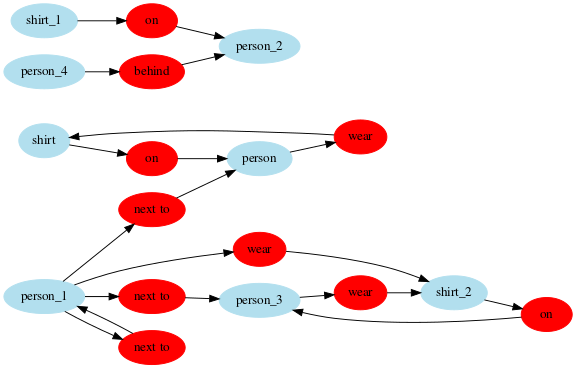 shirt_1
on
person_2
person_4
behind
shirt
on
person
wear
next to
wear
person_1
next to
person_3
wear
shirt_2
on
next to